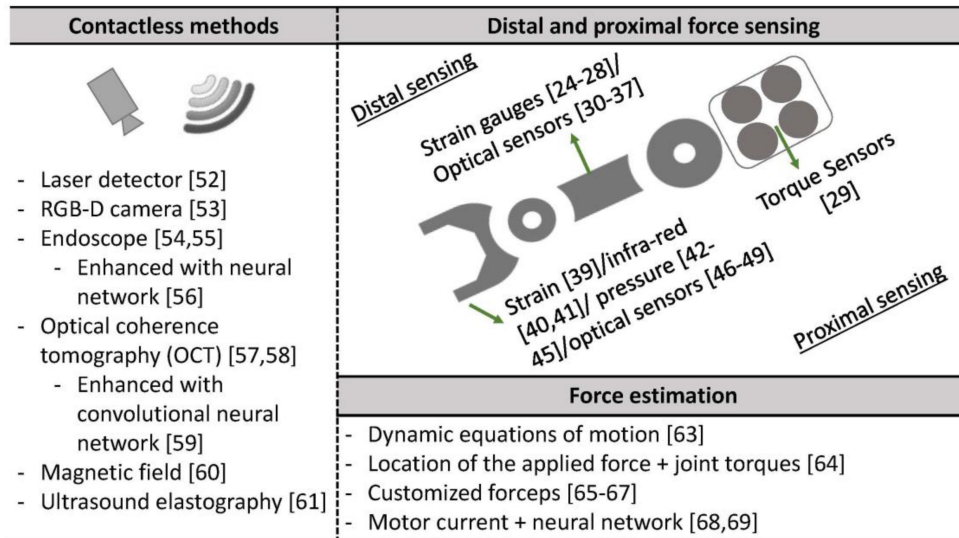 Contactless methods
- Laser detector [52]
- RGB-D camera [53]
- Endoscope [54,55]
- Enhanced with neural
network [56]
- Optical coherence
tomography (OCT) [57,58]
- Enhanced with
convolutional neural
network [59]
- Magnetic field [60]
- Ultrasound elastography [61]
Distal and proximal force sensing
Distal sensing
Strain gauges [24-28]/
Optical sensors [30-37]
Torque Sensors
[29]
Strain [39]/infra-red
[40,41]/ pressure [42-
45]/optical sensors [46-49]
Proximal sensing
Force estimation
- Dynamic equations of motion [63]
- Location of the applied force + joint torques [64]
- Customized forceps [65-67]
- Motor current + neural network [68,69]